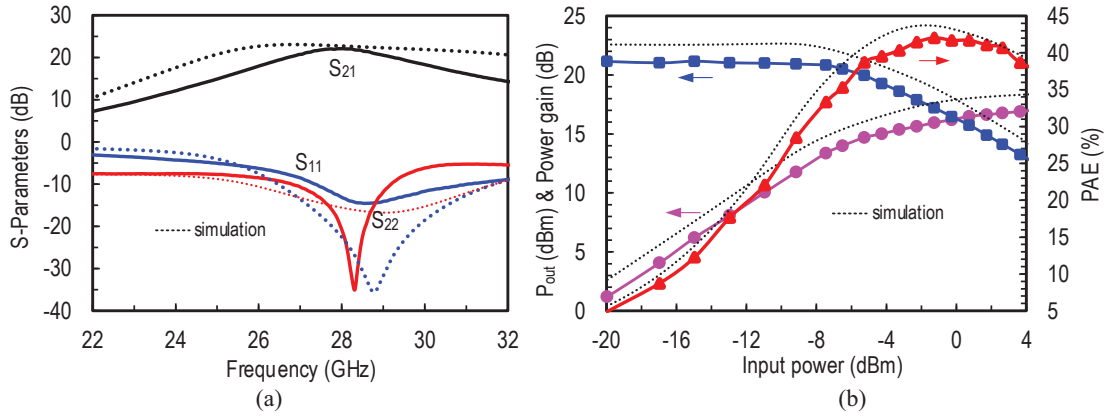 (a)
S-Parameters (dB)
30
20
10
0
-10
-20
-30
-40
S21
S11
S22
simulation
22
24
26
28
30
32
Frequency (GHz)
(a)
(b)
Pout (dBm) & Power gain (dB)
25
20
15
10
5
0
simulation
45
40
35
30
25
20
15
10
5
PAE (%)
-20
-16
-12
-8
-4
0
4
Input power (dBm)
(b)